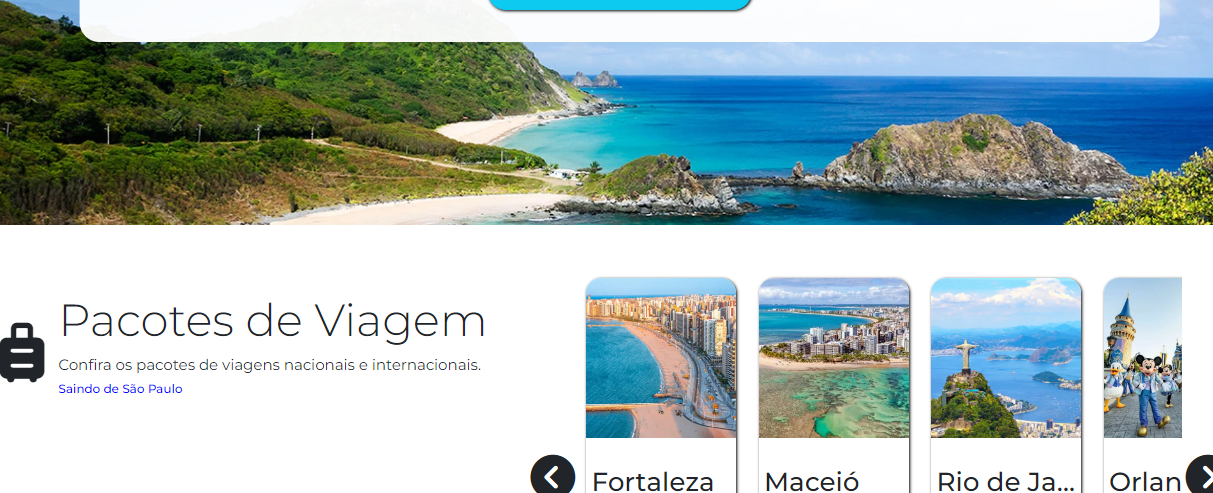 Pacotes de Viagem
Confira os pacotes de viagens nacionais e internacionais.
Saindo de São Paulo
Fortaleza
Maceió
Rio de Ja...
Orlan